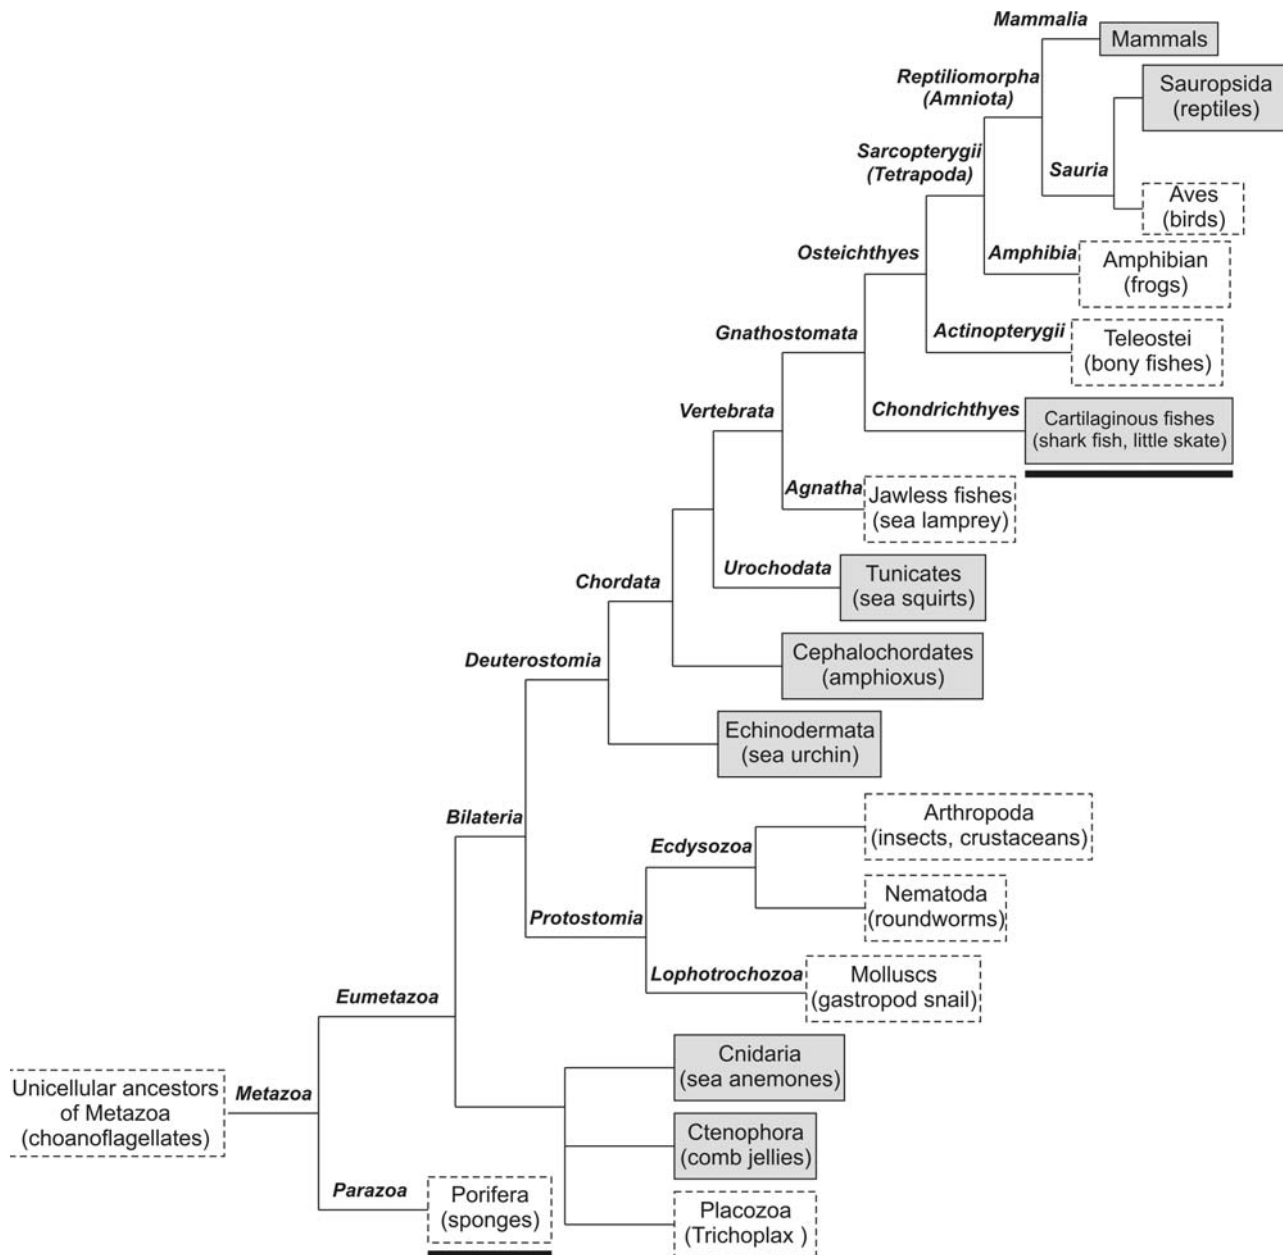 Mammalia
Mammals
Reptiliomorpha
(Amniota)
Sauropsida
(reptiles)
Sarcopterygii
(Tetrapoda)
Sauria
Aves
(birds)
Osteichthyes
Amphibia
Amphibian
(frogs)
Gnathostomata
Actinopterygii
Teleostei
(bony fishes)
Vertebrata
Chondrichthyes
Cartilaginous fishes
(shark fish, little skate)
Agnatha
Jawless fishes
(sea lamprey)
Chordata
Urochodata
Tunicates
(sea squirts)
Deuterostomia
Cephalochordates
(amphioxus)
Echinodermata
(sea urchin)
Bilateria
Ecdysozoa
Arthropoda
(insects, crustaceans)
Nematoda
(roundworms)
Protostomia
Lophotrochozoa
Molluscs
(gastropod snail)
Eumetazoa
Cnidaria
(sea anemones)
Unicellular ancestors
of Metazoa
(choanoflagellates)
Metazoa
Ctenophora
(comb jellies)
Parazoa
Porifera
(sponges)
Placozoa
(Trichoplax )